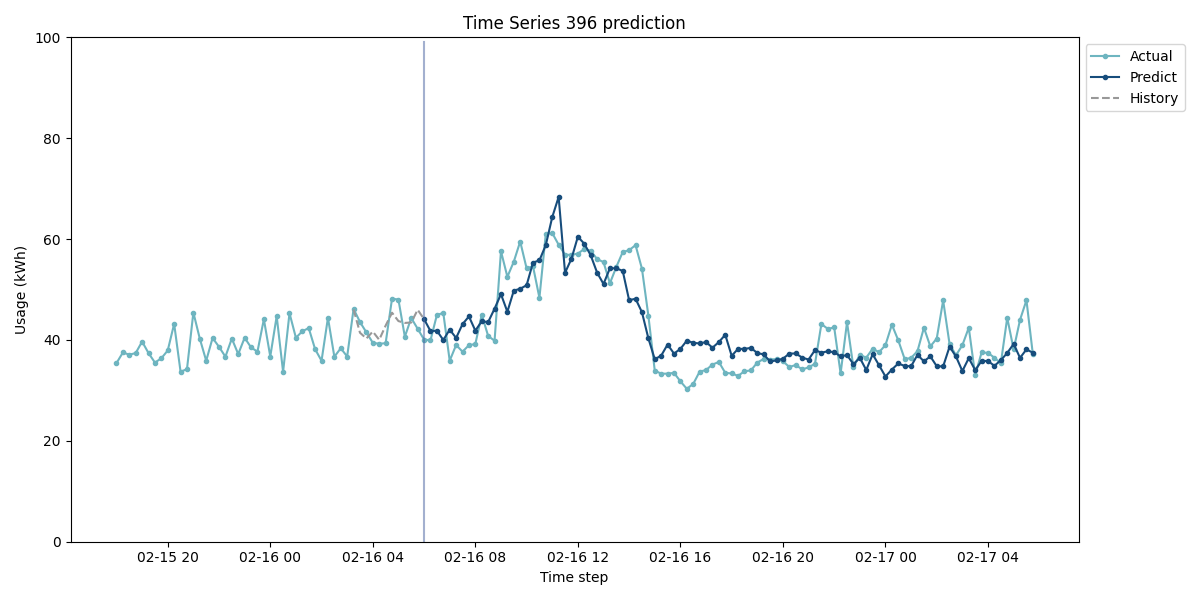 Time Series 396 prediction
Usage (kWh)
100
80
60
40
20
0
02-15 20
02-16 00
02-16 04
02-16 08
02-16 12
02-16 16
02-16 20
02-17 00
02-17 04
Time step
Actual
Predict
History